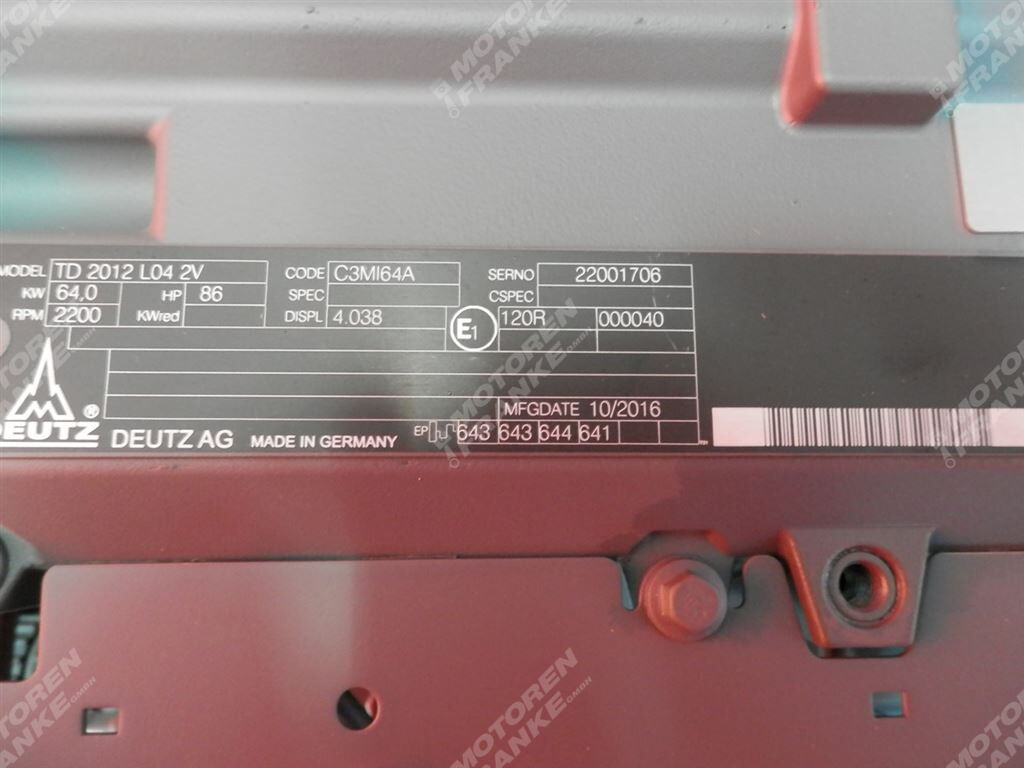 MODEL TD 2012 L04 2V CODE C3MI64A SERNO 22001706
KW 64,0 HP 86 SPEC CSPEC
RPM 2200 KWred DISPL 4.038 E1 120R 000040
MFGDATE 10/2016
DEUTZ ® DEUTZ AG MADE IN GERMANY EP 643 643 644 641
MOTOREN
FRANKE GMBH